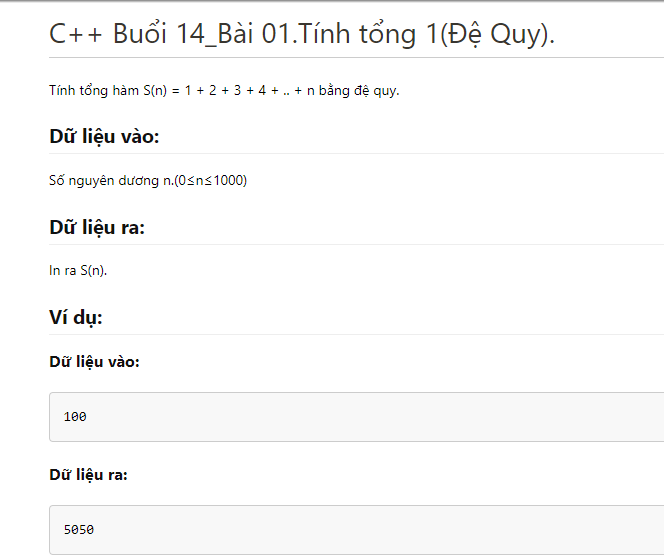 C++ Buổi 14_Bài 01.Tính tổng 1(Đệ Quy).
Tính tổng hàm S(n) = 1 + 2 + 3 + 4 + .. + n bằng đệ quy.
Dữ liệu vào:
Số nguyên dương n.(0≤n≤1000)
Dữ liệu ra:
In ra S(n).
Ví dụ:
Dữ liệu vào:
100
Dữ liệu ra:
5050